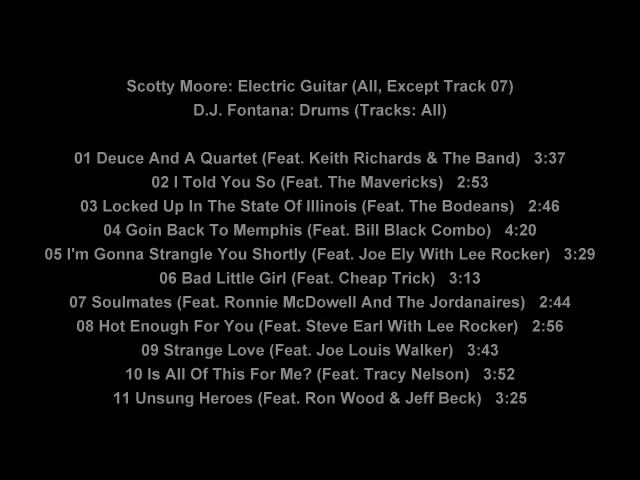 Scotty Moore: Electric Guitar (All, Except Track 07)
D.J. Fontana: Drums (Tracks: All)
01 Deuce And A Quartet (Feat. Keith Richards & The Band) 3:37
02 I Told You So (Feat. The Mavericks) 2:53
03 Locked Up In The State Of Illinois (Feat. The Bodeans) 2:46
04 Goin Back To Memphis (Feat. Bill Black Combo) 4:20
05 I'm Gonna Strangle You Shortly (Feat. Joe Ely With Lee Rocker) 3:29
06 Bad Little Girl (Feat. Cheap Trick) 3:13
07 Soulmates (Feat. Ronnie McDowell And The Jordanaires) 2:44
08 Hot Enough For You (Feat. Steve Earl With Lee Rocker) 2:56
09 Strange Love (Feat. Joe Louis Walker) 3:43
10 Is All Of This For Me? (Feat. Tracy Nelson) 3:52
11 Unsung Heroes (Feat. Ron Wood & Jeff Beck) 3:25